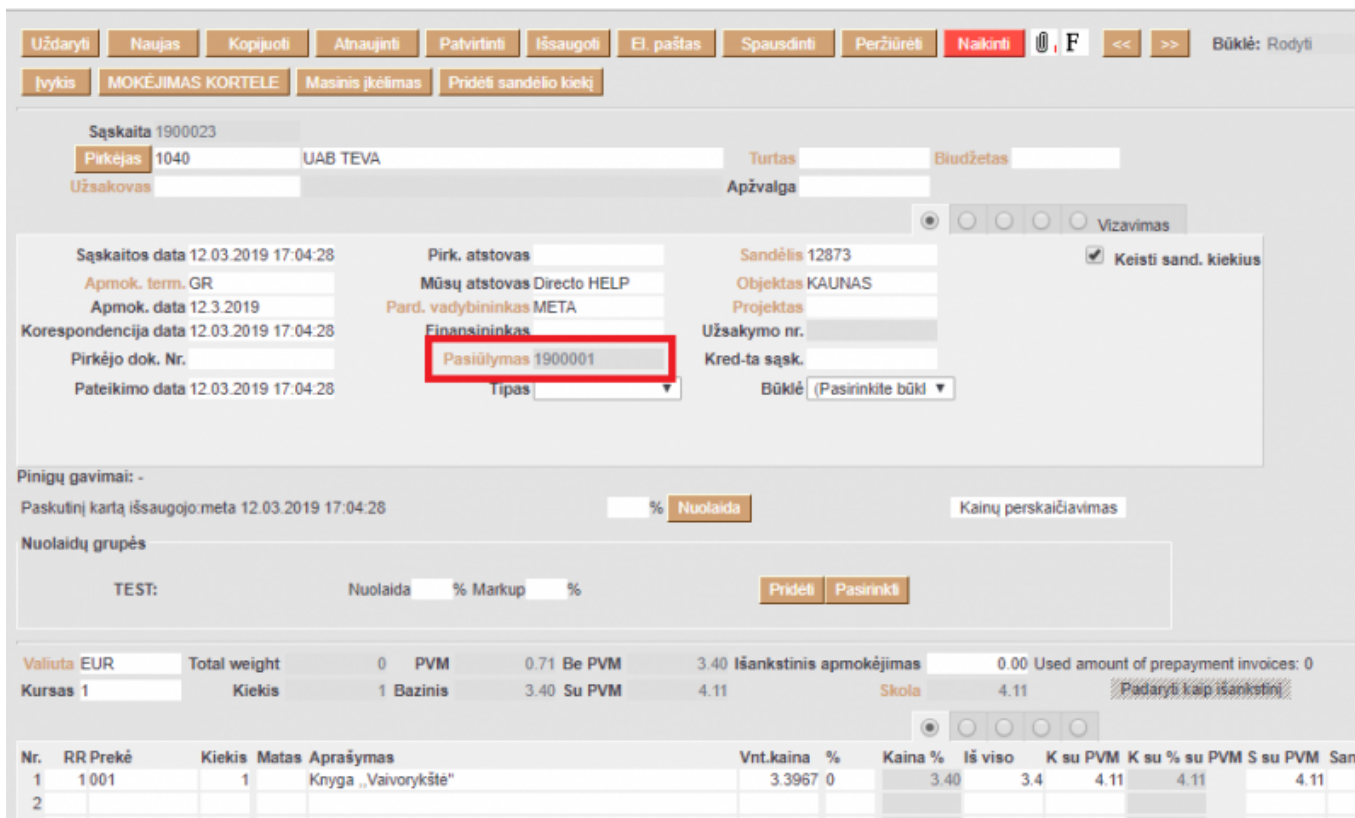 Uždaryti Naujas Kopijuoti Atnaujinti Patvirtinti Išsaugoti El. paštas Spausdinti Peržiūrėti Naikinti F << >> Būklė: Rodyti
Įvykis MOKĖJIMAS KORTELE Masinis įkėlimas Pridėti sandėlio kiekį
Sąskaita 1900023
Pirkėjas 1040 UAB TEVA Turtas Biudžetas
Užsakovas Apžvalga
Vizavimas
Sąskaitos data 12.03.2019 17:04:28 Pirk. atstovas Sandėlis 12873 Keisti sand. kiekius
Apmok. term. GR Mūsų atstovas Directo HELP Objektas KAUNAS
Apmok. data 12.3.2019 Pard. vadybininkas META Projektas
Korespondencija data 12.03.2019 17:04:28 Finansininkas Užsakymo nr.
Pirkėjo dok. Nr. Pasiūlymas 1900001 Kred-ta sąsk.
Pateikimo data 12.03.2019 17:04:28 Tipas Būklė (Pasirinkite būkl
Pinigų gavimai: -
Paskutinį kartą išsaugojo:meta 12.03.2019 17:04:28 % Nuolaida Kainų perskaičiavimas
Nuolaidų grupės
TEST: Nuolaida % Markup % Pridėti Pasirinkti
Valiuta EUR Total weight 0 PVM 0.71 Be PVM 3.40 Išankstinis apmokėjimas 0.00 Used amount of prepayment invoices: 0
Kursas 1 Kiekis 1 Bazinis 3.40 Su PVM 4.11 Skola 4.11 Padaryti kaip išankstinį
Nr. RR Prekė Kiekis Matas Aprašymas Vnt.kaina % Kaina % Iš viso K su PVM K su % su PVM S su PVM San
1 1 001 1 Knyga ,,Vaivorykštė" 3.3967 0 3.40 3.4 4.11 4.11 4.11
2